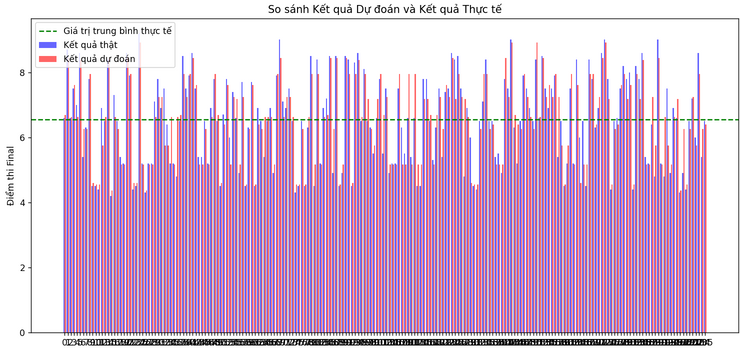 So sánh Kết quả Dự đoán và Kết quả Thực tế
Giá trị trung bình thực tế
Kết quả thật
Kết quả dự đoán
Điểm thi Final
8
6
4
2
0